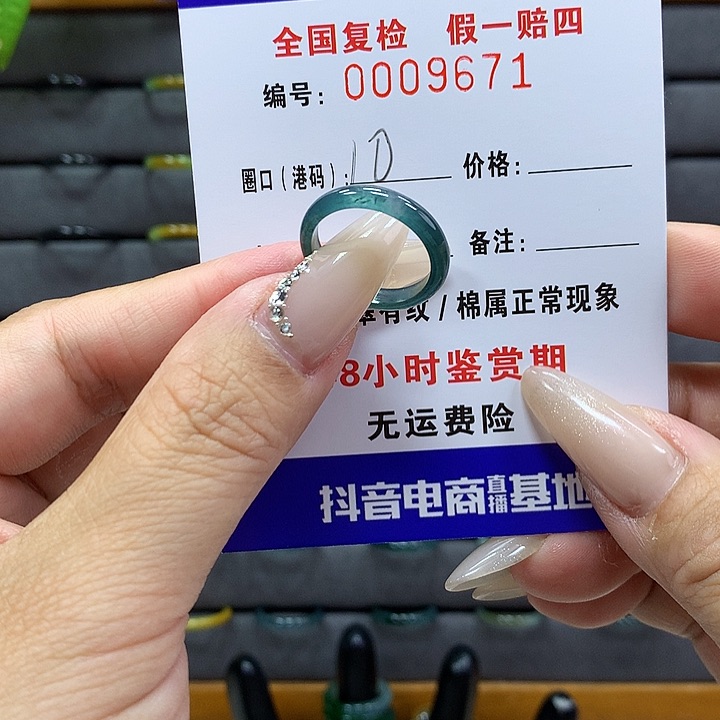 全国复检 假一赔四
编号: 0009671
圈口(港码): 10 价格:
备注:
有纹/棉属正常现象
8小时鉴赏期
无运费险
抖音电商直播基地